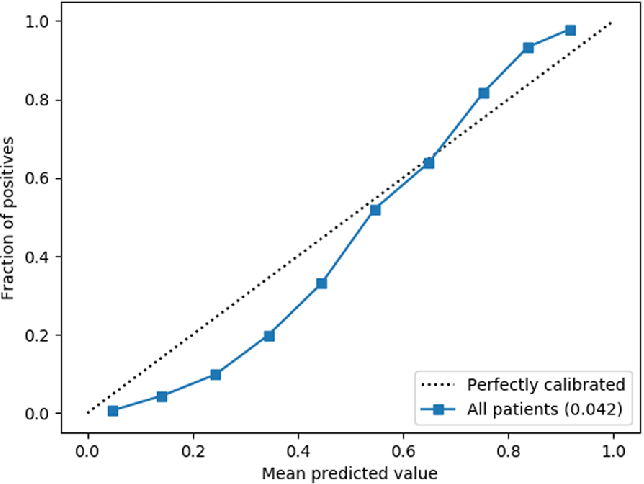 1.0
0.8
0.6
0.4
0.2
0.0
Fraction of positives
Perfectly calibrated
All patients (0.042)
0.0 0.2 0.4 0.6 0.8 1.0
Mean predicted value